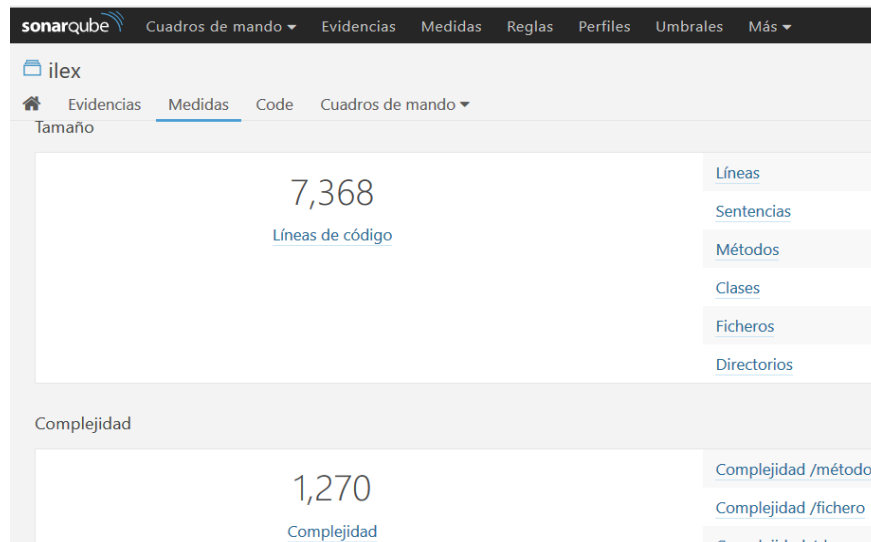 sonarqube Cuadros de mando Evidencias Medidas Reglas Perfiles Umbrales Más
ilex
Evidencias Medidas Code Cuadros de mando
Tamaño
7,368
Líneas de código
Líneas
Sentencias
Métodos
Clases
Ficheros
Directorios
Complejidad
1,270
Complejidad
Complejidad /método
Complejidad /fichero